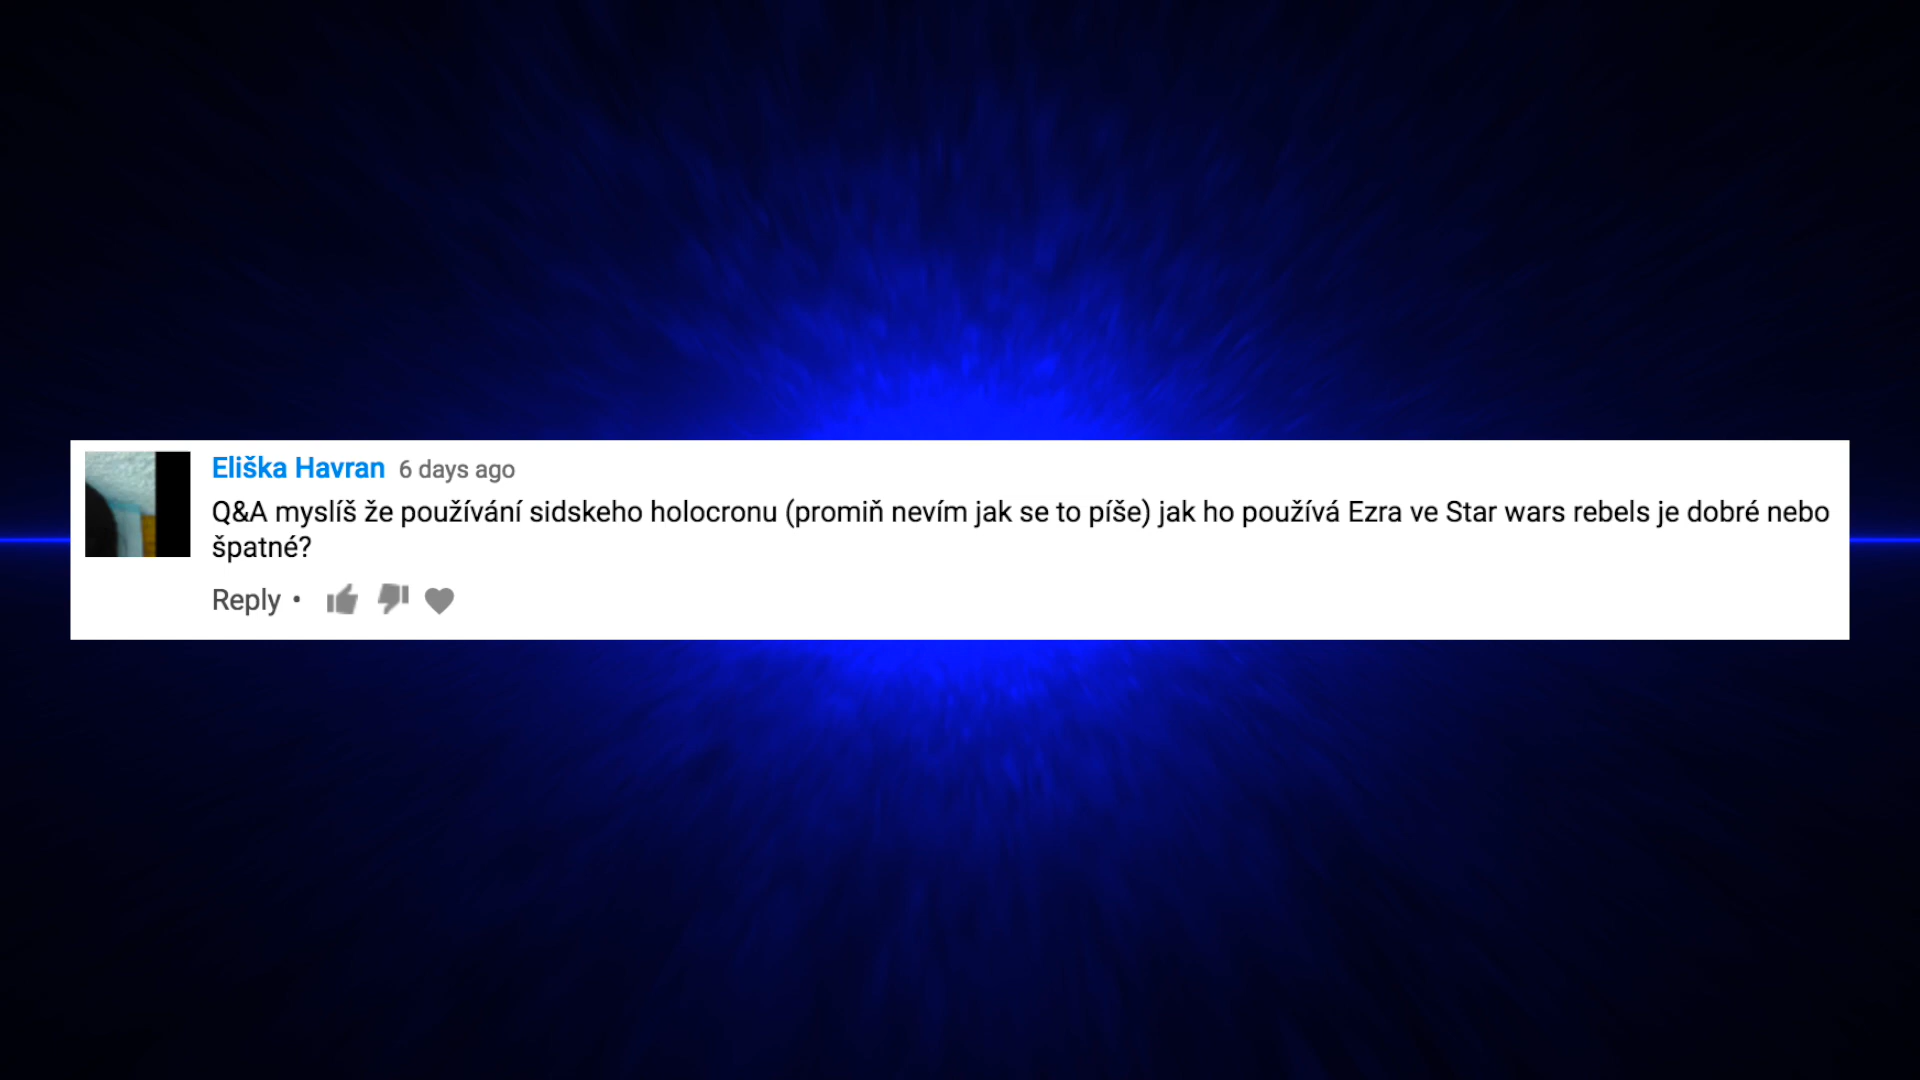 Eliška Havran 6 days ago
Q&A myslíš že používání sidskeho holocronu (promiň nevím jak se to píše) jak ho používá Ezra ve Star wars rebels je dobré nebo
špatné?
Reply •